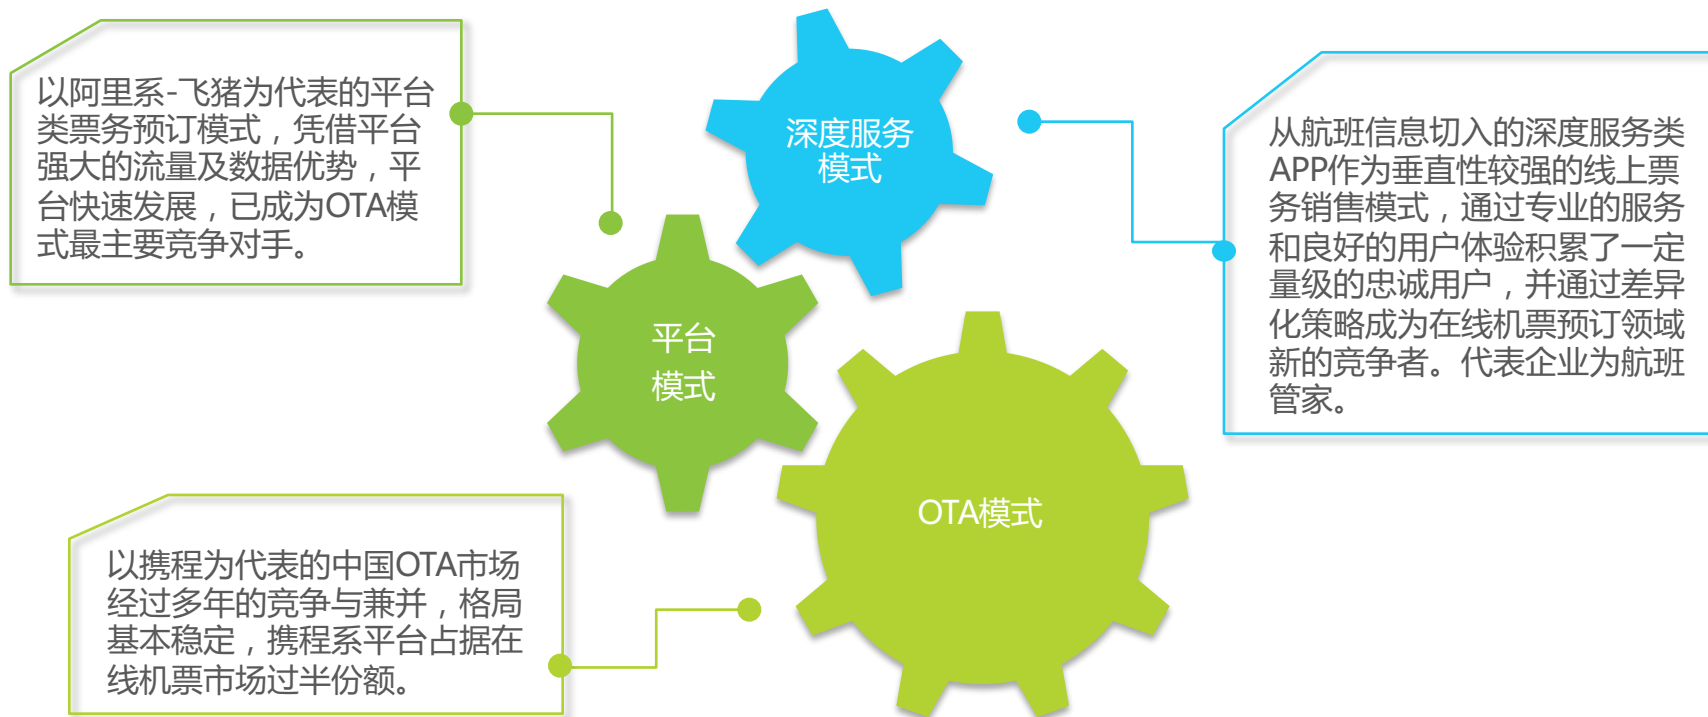 以阿里系-飞猪为代表的平台
类票务预订模式，凭借平台
强大的流量及数据优势，平
台快速发展，已成为OTA模
式最主要竞争对手。
深度服务
模式
从航班信息切入的深度服务类
APP作为垂直性较强的线上票
务销售模式，通过专业的服务
和良好的用户体验积累了一定
量级的忠诚用户，并通过差异
化策略成为在线机票预订领域
新的竞争者。代表企业为航班
管家。
平台
模式
OTA模式
以携程为代表的中国OTA市场
经过多年的竞争与兼并，格局
基本稳定，携程系平台占据在
线机票市场过半份额。